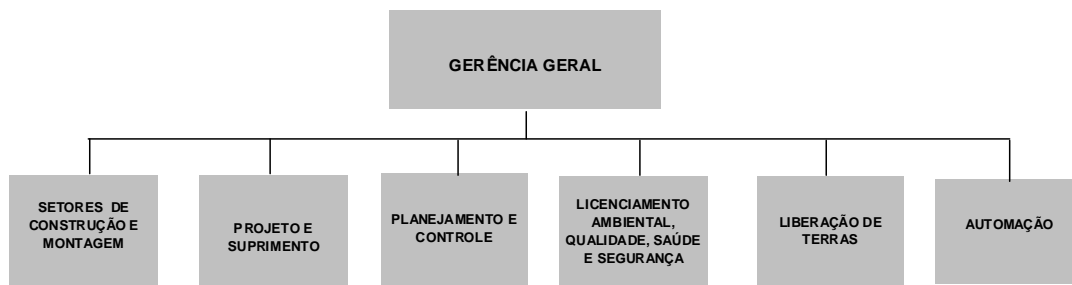 GERÊNCIA GERAL
SETORES DE
CONSTRUÇÃO E
MONTAGEM
PROJETO E
SUPRIMENTO
PLANEJAMENTO E
CONTROLE
LICENCIAMENTO
AMBIENTAL,
QUALIDADE, SAÚDE
E SEGURANÇA
LIBERAÇÃO DE
TERRAS
AUTOMAÇÃO